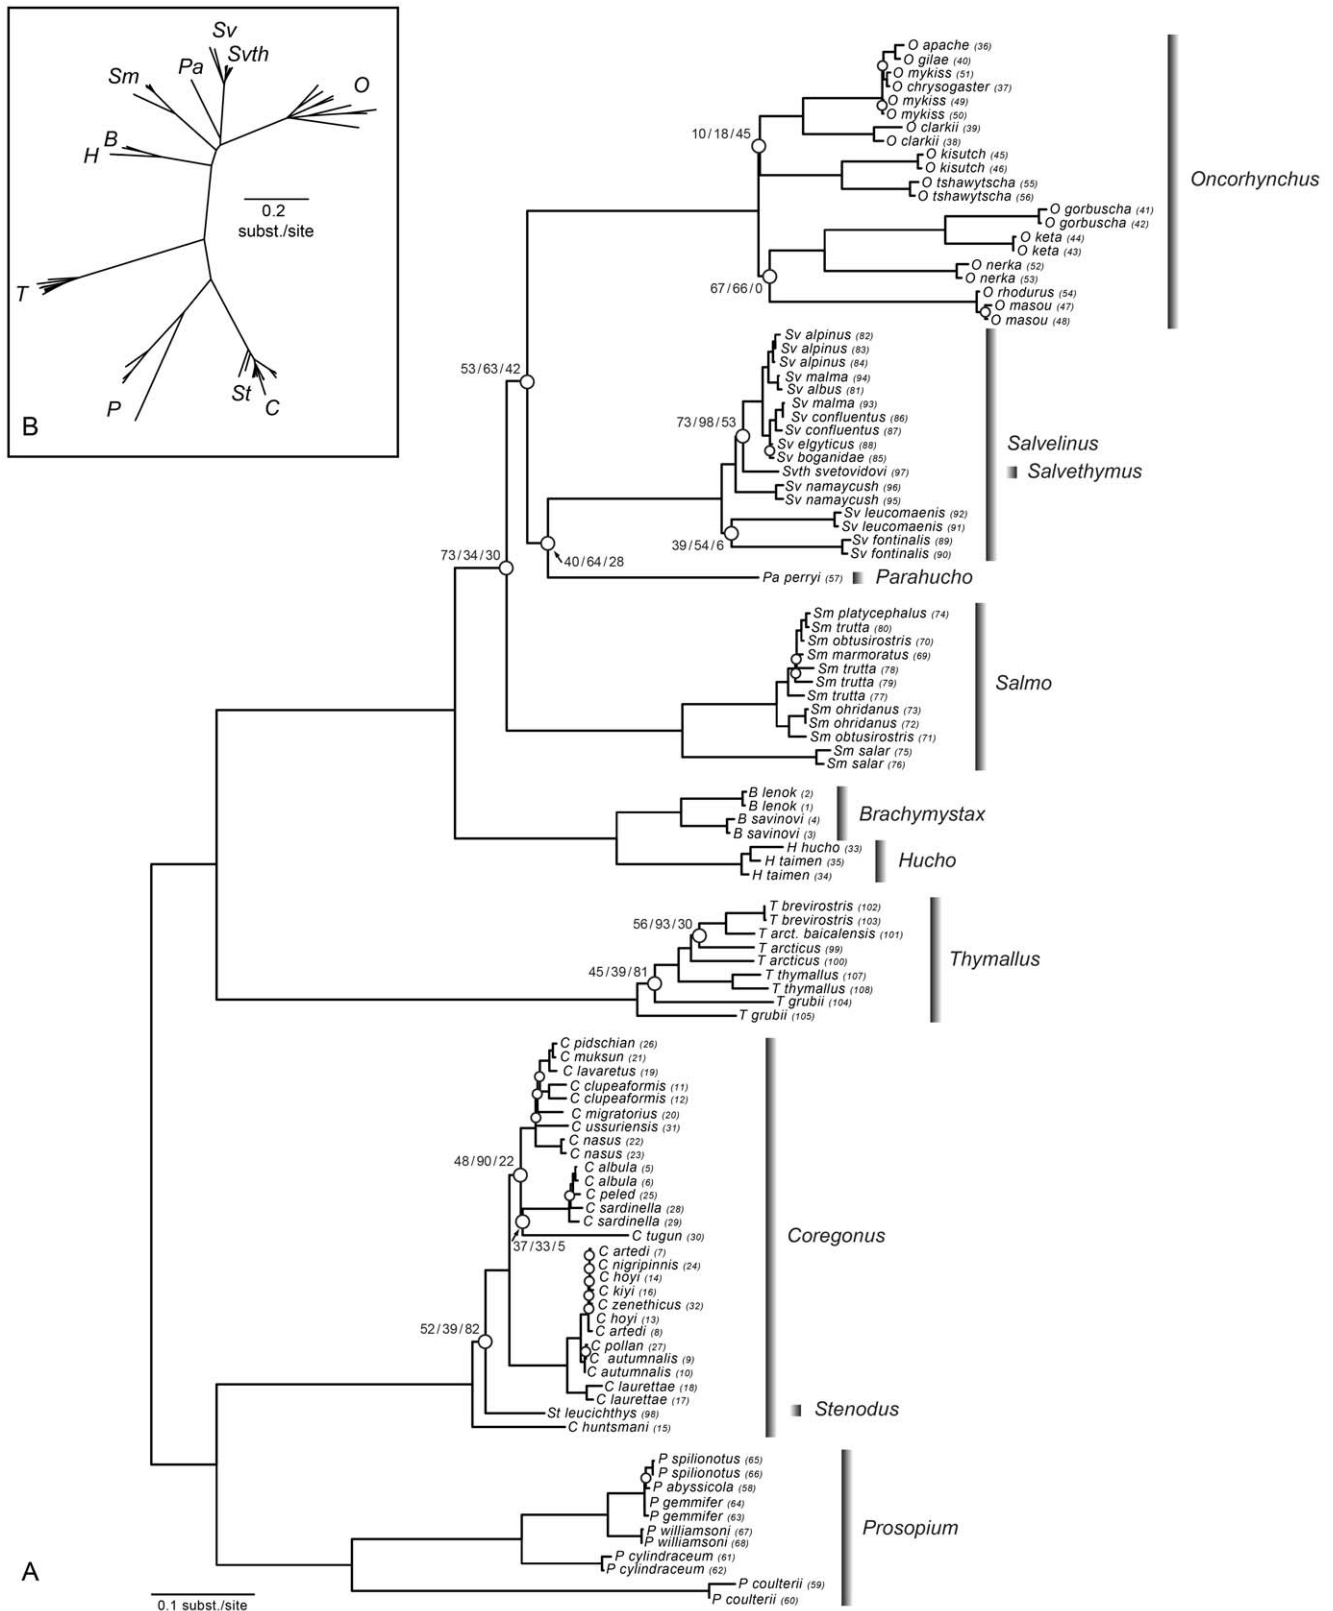 Sv
Svth
Pa
Sm
O
B
H
0.2
subst./site
T
St
P
C
B
O apache (36)
O gilae (40)
O mykiss (51)
O chrysogaster (37)
O mykiss (49)
O mykiss (50)
10/18/45
O clarkii (39)
O clarkii (38)
O kisutch (45)
O kisutch (46)
O tshawytscha (55)
O tshawytscha (56)
Oncorhynchus
O gorbuscha (41)
O gorbuscha (42)
O keta (44)
O keta (43)
O nerka (52)
O nerka (53)
67/66/0
O rhodurus (54)
O masou (47)
O masou (48)
Sv alpinus (82)
Sv alpinus (83)
Sv alpinus (84)
53/63/42
Sv malma (94)
Sv albus (81)
Sv malma (93)
Sv confluentus (86)
73/98/53
Sv confluentus (87)
Sv elgyticus (88)
Salvelinus
Sv boganidae (85)
Svth svetovidovi (97)
Salvethymus
Sv namaycush (96)
Sv namaycush (95)
Sv leucomaenis (92)
Sv leucomaenis (91)
39/54/6
Sv fontinalis (89)
Sv fontinalis (90)
73/34/30
40/64/28
Pa perryi (57)
Parahucho
Sm platycephalus (74)
Sm trutta (80)
Sm obtusirostris (70)
Sm marmoratus (69)
Sm trutta (78)
Sm trutta (79)
Salmo
Sm trutta (77)
Sm ohridanus (73)
Sm ohridanus (72)
Sm obtusirostris (71)
Sm salar (75)
Sm salar (76)
B lenok (2)
B lenok (1)
Brachymystax
B savinovi (4)
B savinovi (3)
H hucho (33)
H taimen (35)
Hucho
H taimen (34)
T brevirostris (102)
T brevirostris (103)
56/93/30
T arct. baicalensis (101)
T arcticus (99)
T arcticus (100)
Thymallus
45/39/81
T thymallus (107)
T thymallus (108)
T grubii (104)
T grubii (105)
C pidschian (26)
C muksun (21)
C lavaretus (19)
C clupeaformis (11)
C clupeaformis (12)
C migratorius (20)
C ussuriensis (31)
C nasus (22)
C nasus (23)
48/90/22
C albula (5)
C albula (6)
C peled (25)
C sardinella (28)
C sardinella (29)
C tugun (30)
Coregonus
37/33/5
C artedi (7)
C nigripinnis (24)
C hoyi (14)
C kiyi (16)
C zenethicus (32)
C hoyi (13)
52/39/82
C artedi (8)
C pollan (27)
C autumnalis (9)
C autumnalis (10)
C laurettae (18)
C laurettae (17)
St leucichthys (98)
Stenodus
C huntsmani (15)
P spilionotus (65)
P spilionotus (66)
P abyssicola (58)
P gemmifer (64)
P gemmifer (63)
P williamsoni (67)
Prosopium
P williamsoni (68)
P cylindraceum (61)
P cylindraceum (62)
A
P coulterii (59)
P coulterii (60)
0.1 subst./site